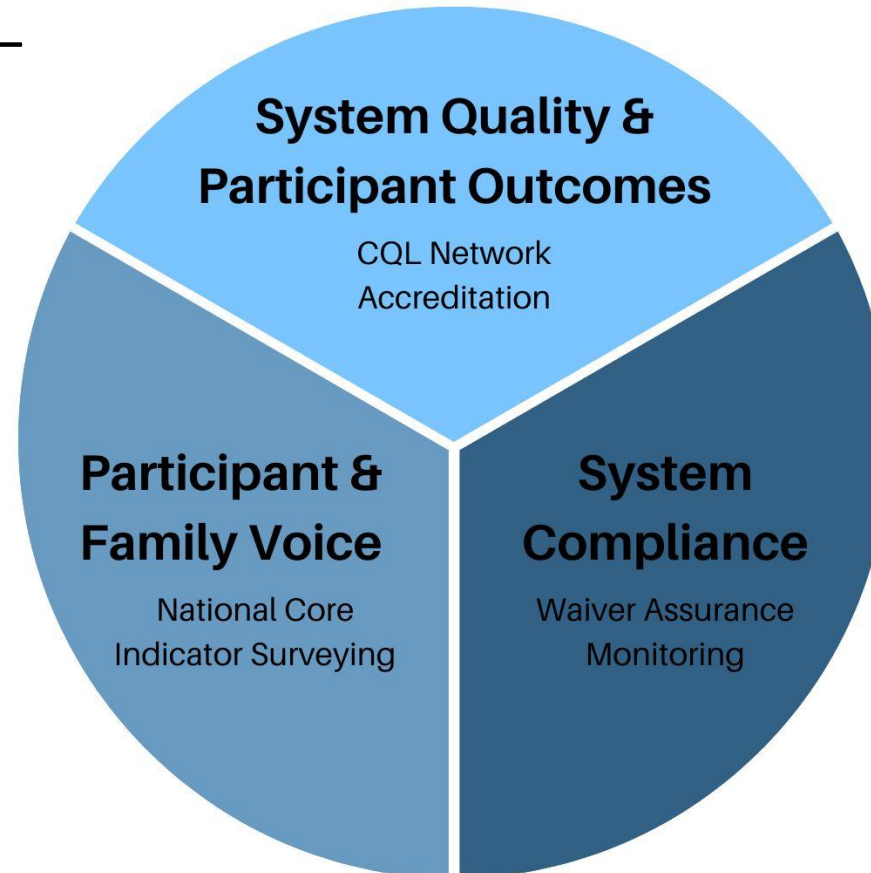 System Quality &
Participant Outcomes
CQL Network
Accreditation
Participant &
Family Voice
National Core
Indicator Surveying
System
Compliance
Waiver Assurance
Monitoring